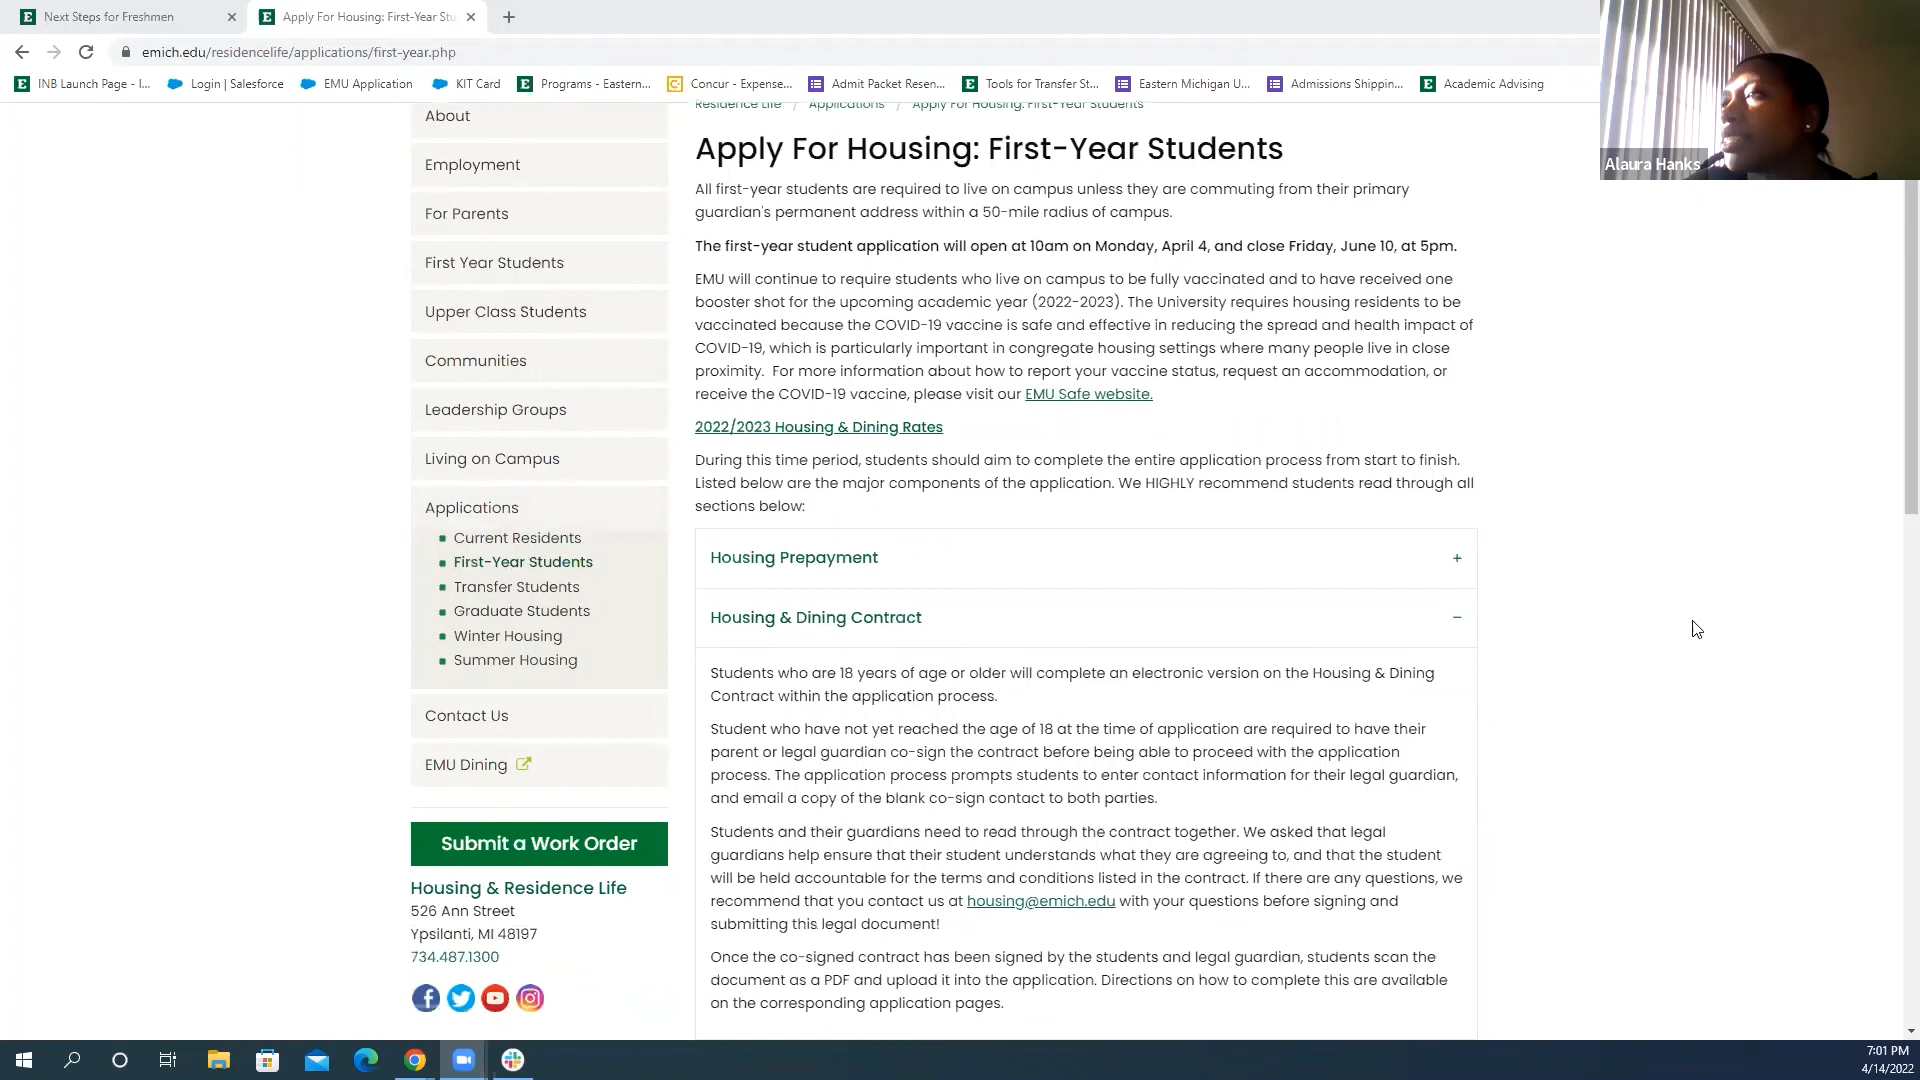 Next Steps for Freshmen
Apply For Housing: First-Year Stu
emich.edu/residencelife/applications/first-year.php
INB Launch Page - I...
Login | Salesforce
EMU Application
KIT Card
Programs - Eastern...
Concur - Expense...
Admit Packet Resen...
Tools for Transfer St...
Eastern Michigan U...
Admissions Shippin...
Academic Advising
Alaura Hanks
Residence Life / Applications / Apply For Housing: First-Year Students
About
Employment
For Parents
First Year Students
Upper Class Students
Communities
Leadership Groups
Living on Campus
Applications
Current Residents
First-Year Students
Transfer Students
Graduate Students
Winter Housing
Summer Housing
Contact Us
EMU Dining
Submit a Work Order
Housing & Residence Life
526 Ann Street
Ypsilanti, MI 48197
734.487.1300
Apply For Housing: First-Year Students
All first-year students are required to live on campus unless they are commuting from their primary
guardian's permanent address within a 50-mile radius of campus.
The first-year student application will open at 10am on Monday, April 4, and close Friday, June 10, at 5pm.
EMU will continue to require students who live on campus to be fully vaccinated and to have received one
booster shot for the upcoming academic year (2022-2023). The University requires housing residents to be
vaccinated because the COVID-19 vaccine is safe and effective in reducing the spread and health impact of
COVID-19, which is particularly important in congregate housing settings where many people live in close
proximity. For more information about how to report your vaccine status, request an accommodation, or
receive the COVID-19 vaccine, please visit our EMU Safe website.
2022/2023 Housing & Dining Rates
During this time period, students should aim to complete the entire application process from start to finish.
Listed below are the major components of the application. We HIGHLY recommend students read through all
sections below:
Housing Prepayment +
Housing & Dining Contract −
Students who are 18 years of age or older will complete an electronic version on the Housing & Dining
Contract within the application process.
Student who have not yet reached the age of 18 at the time of application are required to have their
parent or legal guardian co-sign the contract before being able to proceed with the application
process. The application process prompts students to enter contact information for their legal guardian,
and email a copy of the blank co-sign contact to both parties.
Students and their guardians need to read through the contract together. We asked that legal
guardians help ensure that their student understands what they are agreeing to, and that the student
will be held accountable for the terms and conditions listed in the contract. If there are any questions, we
recommend that you contact us at housing@emich.edu with your questions before signing and
submitting this legal document!
Once the co-signed contract has been signed by the students and legal guardian, students scan the
document as a PDF and upload it into the application. Directions on how to complete this are available
on the corresponding application pages.
7:01 PM
4/14/2022